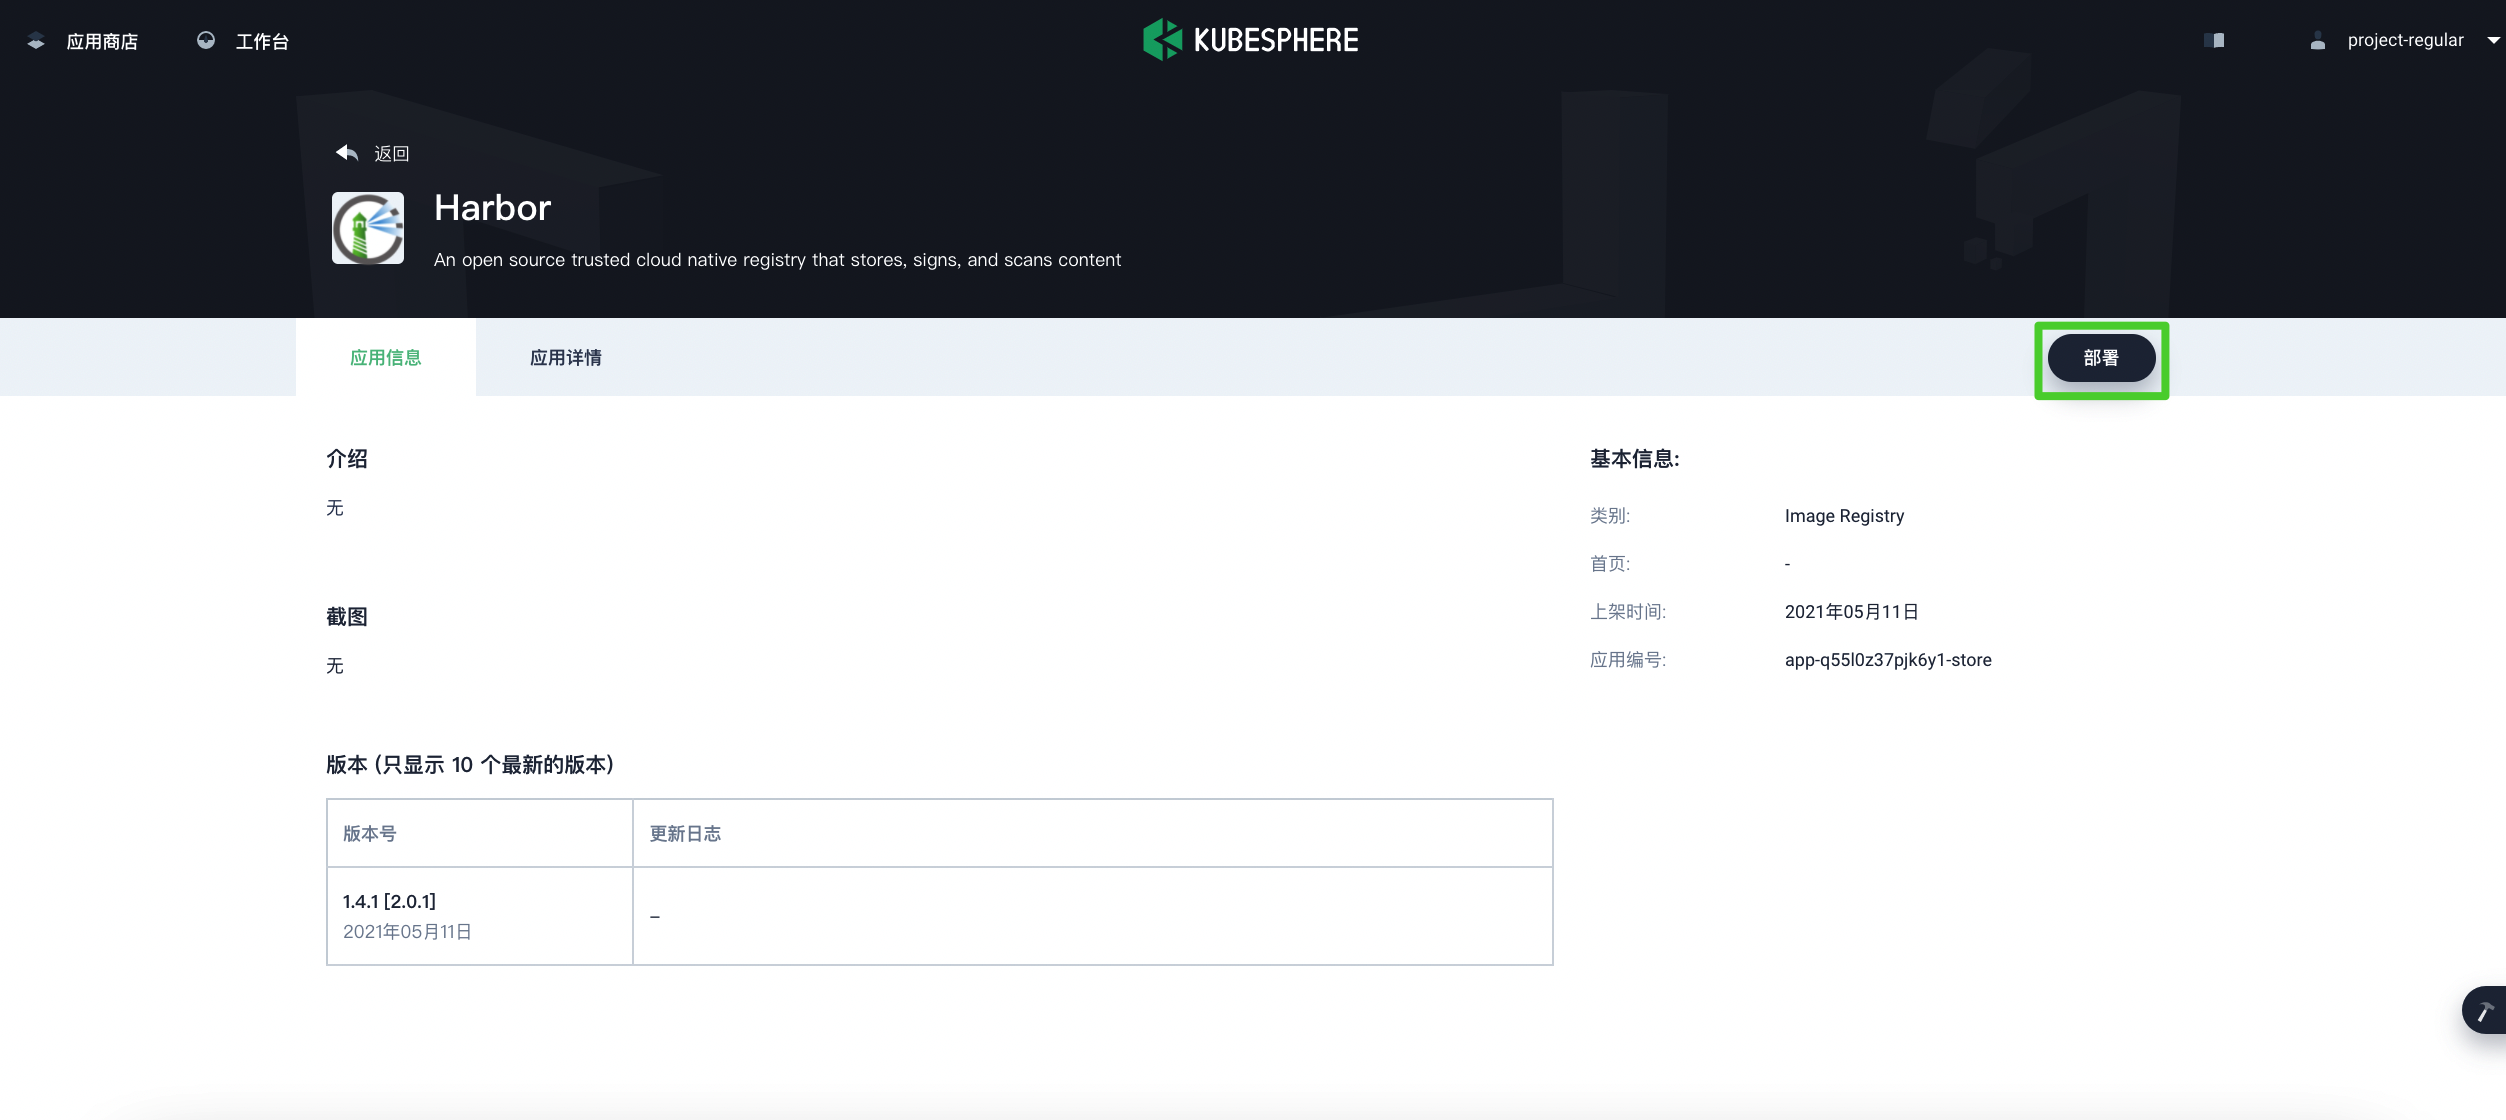 应用商店
工作台
KUBESPHERE
project-regular
返回
Harbor
An open source trusted cloud native registry that stores, signs, and scans content
应用信息
应用详情
部署
介绍
无
截图
无
版本 (只显示 10 个最新的版本)
版本号
更新日志
1.4.1 [2.0.1]
2021年05月11日
–
基本信息:
类别:
Image Registry
首页:
-
上架时间:
2021年05月11日
应用编号:
app-q55l0z37pjk6y1-store